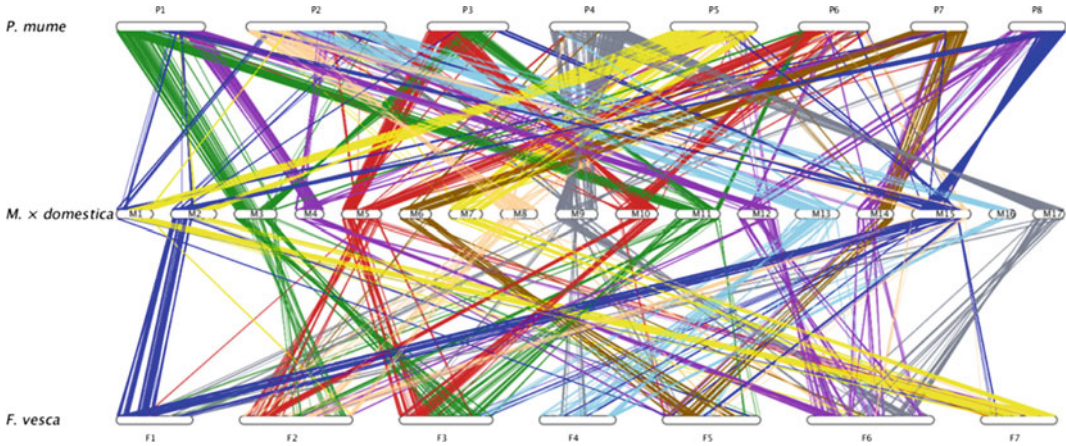 P1 P2 P3 P4 P5 P6 P7 P8
P. mume
M. × domestica M1 M2 M3 M4 M5 M6 M7 M8 M9 M10 M11 M12 M13 M14 M15 M16 M17
F. vesca
F1 F2 F3 F4 F5 F6 F7